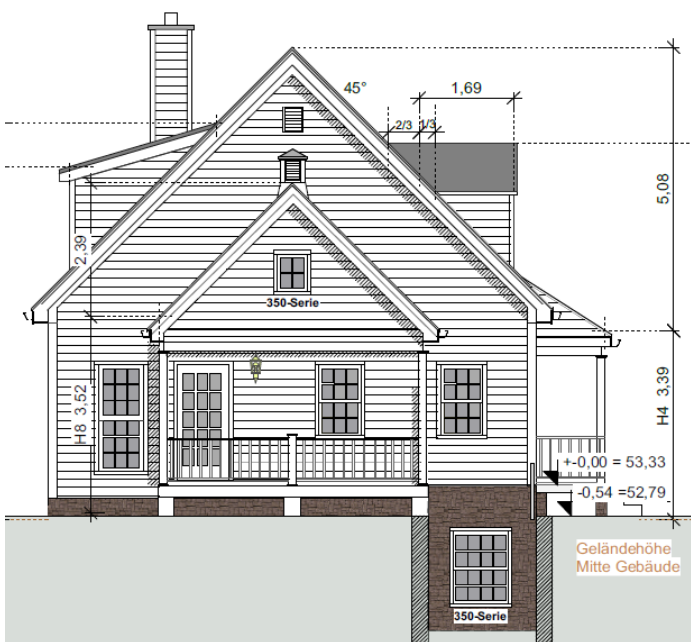 45°
1,69
2/3
1/3
5,08
2,39
350-Serie
H8 3,52
H4 3,39
+-0,00 = 53,33
-0,54 =52,79
Geländehöhe
Mitte Gebäude
350-Serie